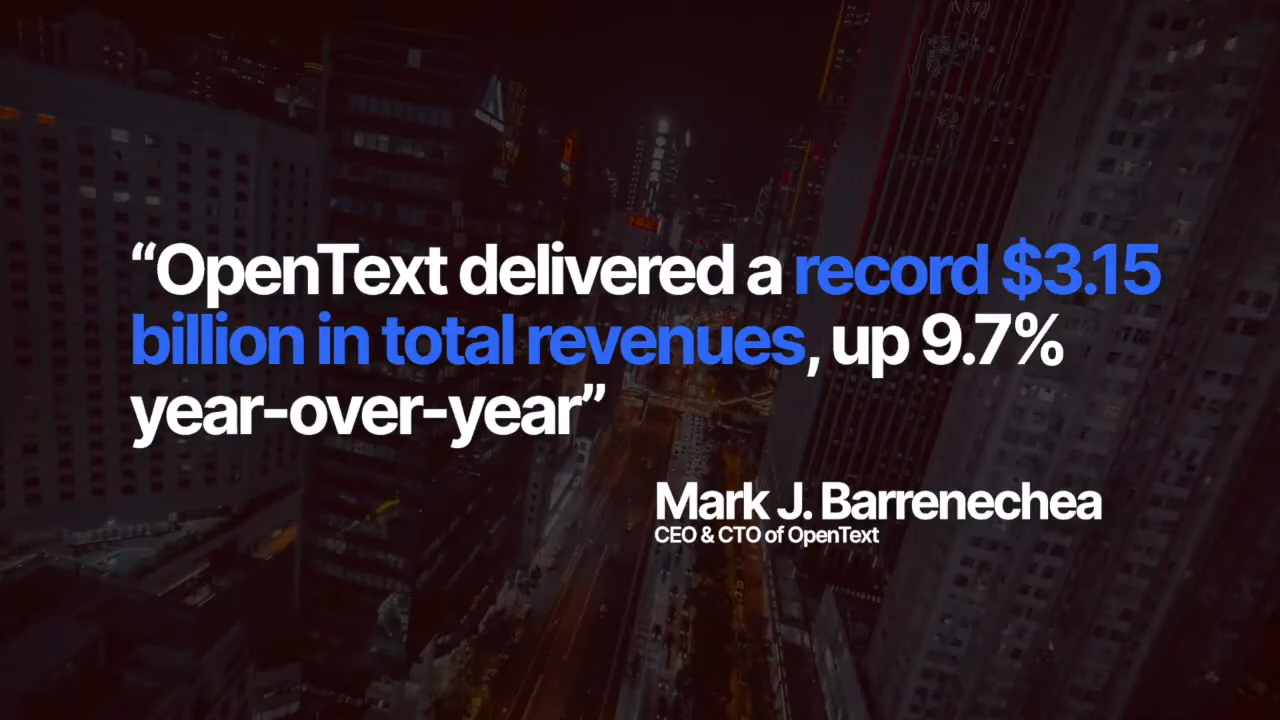 “OpenText delivered a record $3.15
billion in total revenues, up 9.7%
year-over-year”
Mark J. Barrenechea
CEO & CTO of OpenText